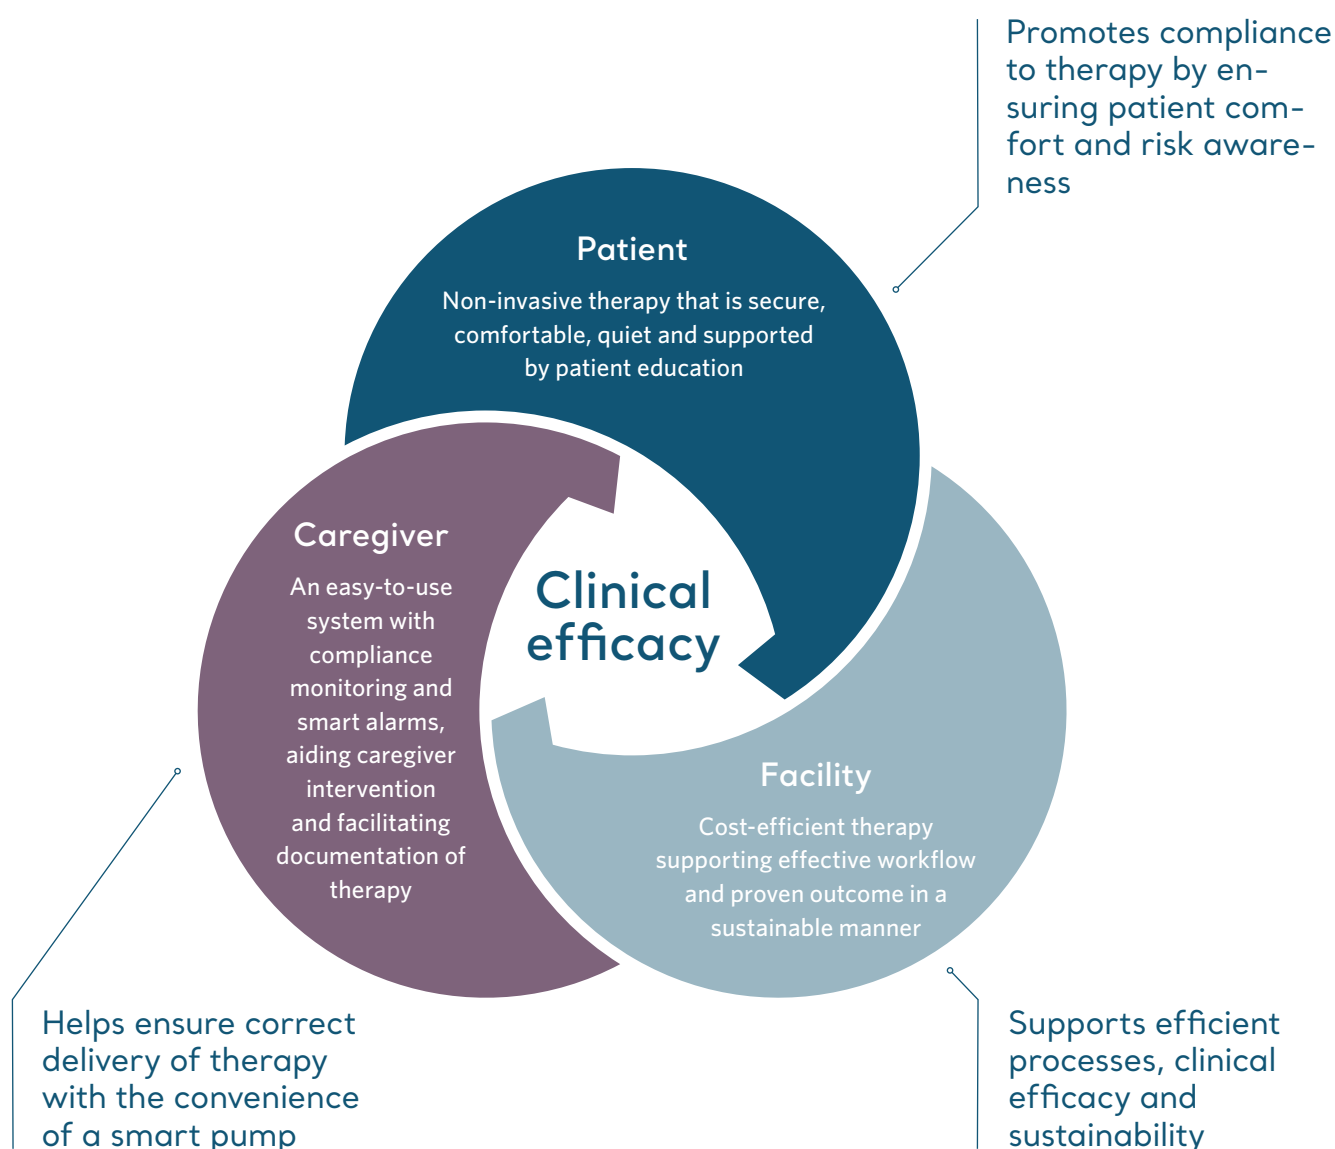 Promotes compliance
to therapy by en-
suring patient com-
fort and risk aware-
ness
Patient
Non-invasive therapy that is secure,
comfortable, quiet and supported
by patient education
Caregiver
An easy-to-use
system with
compliance
monitoring and
smart alarms,
aiding caregiver
intervention
and facilitating
documentation of
therapy
Clinical
efficacy
Facility
Cost-efficient therapy
supporting effective workflow
and proven outcome in a
sustainable manner
Helps ensure correct
delivery of therapy
with the convenience
of a smart pump
Supports efficient
processes, clinical
efficacy and
sustainability